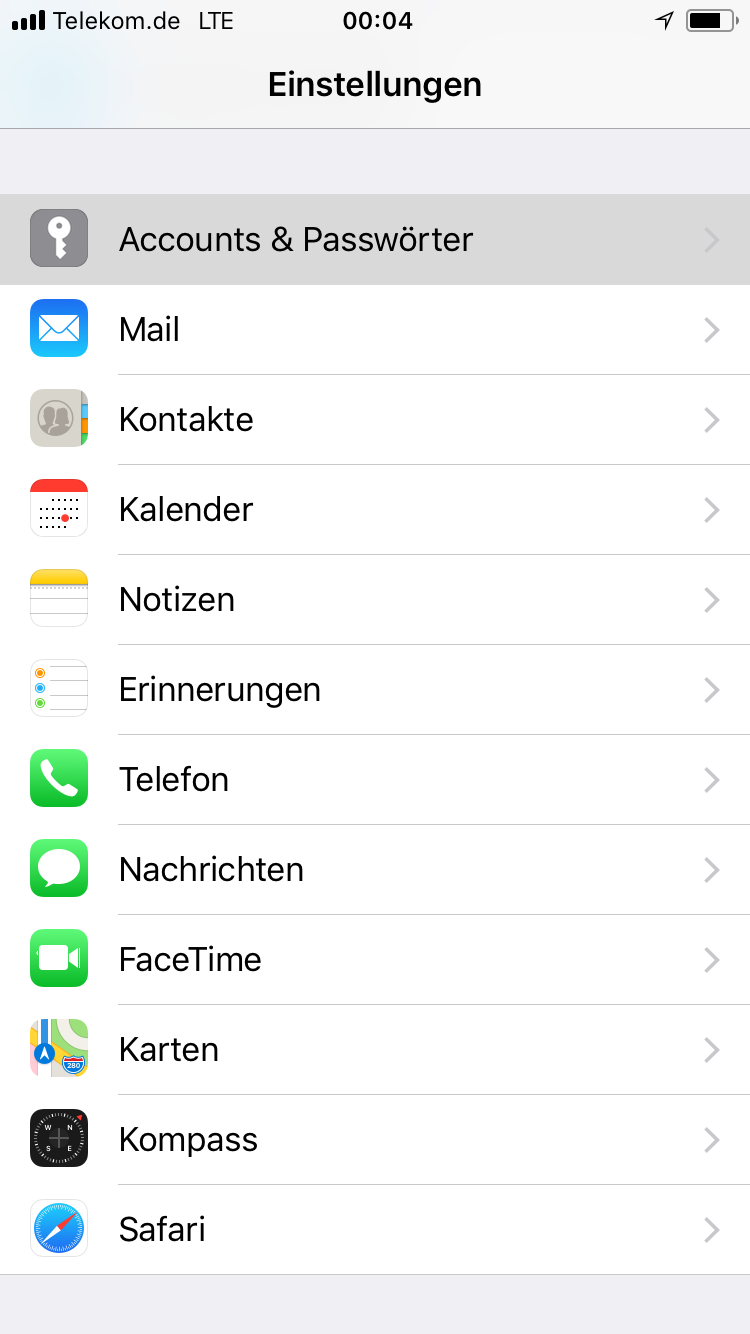 Telekom.de LTE 00:04
Einstellungen
Accounts & Passwörter
Mail
Kontakte
Kalender
Notizen
Erinnerungen
Telefon
Nachrichten
FaceTime
Karten
280
Kompass
W N
S E
Safari